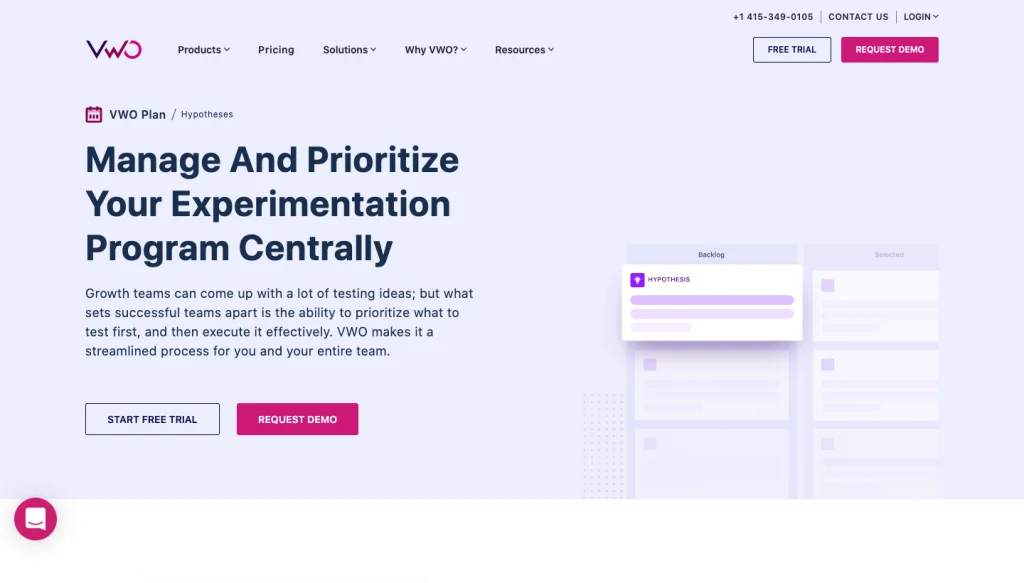 +1 415-349-0105 CONTACT US LOGIN
VWO Products Pricing Solutions Why VWO? Resources FREE TRIAL REQUEST DEMO
VWO Plan / Hypotheses
Manage And Prioritize
Your Experimentation
Program Centrally
Growth teams can come up with a lot of testing ideas; but what
sets successful teams apart is the ability to prioritize what to
test first, and then execute it effectively. VWO makes it a
streamlined process for you and your entire team.
START FREE TRIAL REQUEST DEMO
Backlog Selected
HYPOTHESIS